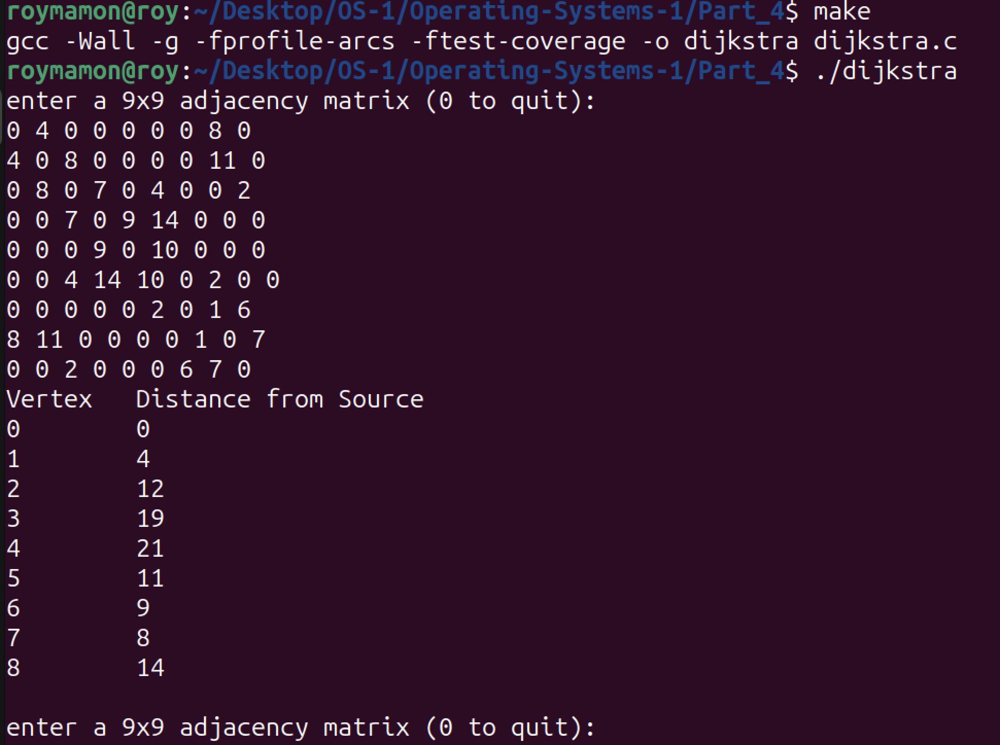 roymamon@roy:~/Desktop/OS-1/Operating-Systems-1/Part_4$ make
gcc -Wall -g -fprofile-arcs -ftest-coverage -o dijkstra dijkstra.c
roymamon@roy:~/Desktop/OS-1/Operating-Systems-1/Part_4$ ./dijkstra
enter a 9x9 adjacency matrix (0 to quit):
0 4 0 0 0 0 0 8 0
4 0 8 0 0 0 0 11 0
0 8 0 7 0 4 0 0 2
0 0 7 0 9 14 0 0 0
0 0 0 9 0 10 0 0 0
0 0 4 14 10 0 2 0 0
0 0 0 0 0 2 0 1 6
8 11 0 0 0 0 1 0 7
0 0 2 0 0 0 6 7 0
Vertex   Distance from Source
0        0
1        4
2        12
3        19
4        21
5        11
6        9
7        8
8        14
enter a 9x9 adjacency matrix (0 to quit):